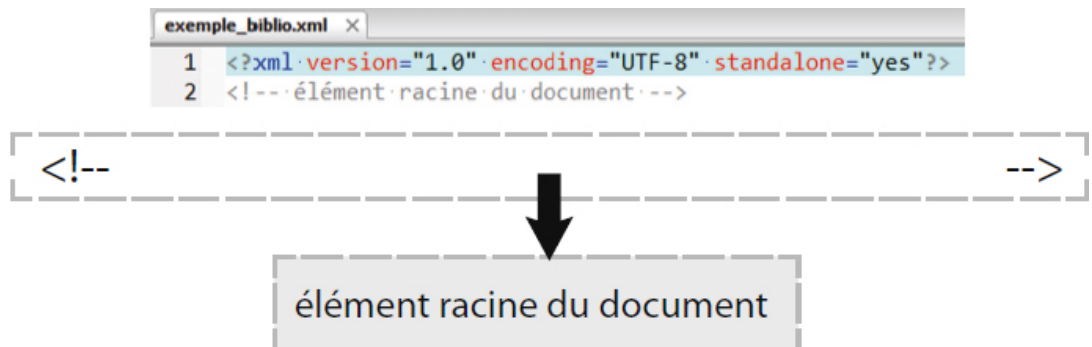 exemple_biblio.xml ×
1 <?xml version="1.0" encoding="UTF-8" standalone="yes"?>
2 <!-- élément racine du document -->
<!-- -->
élément racine du document